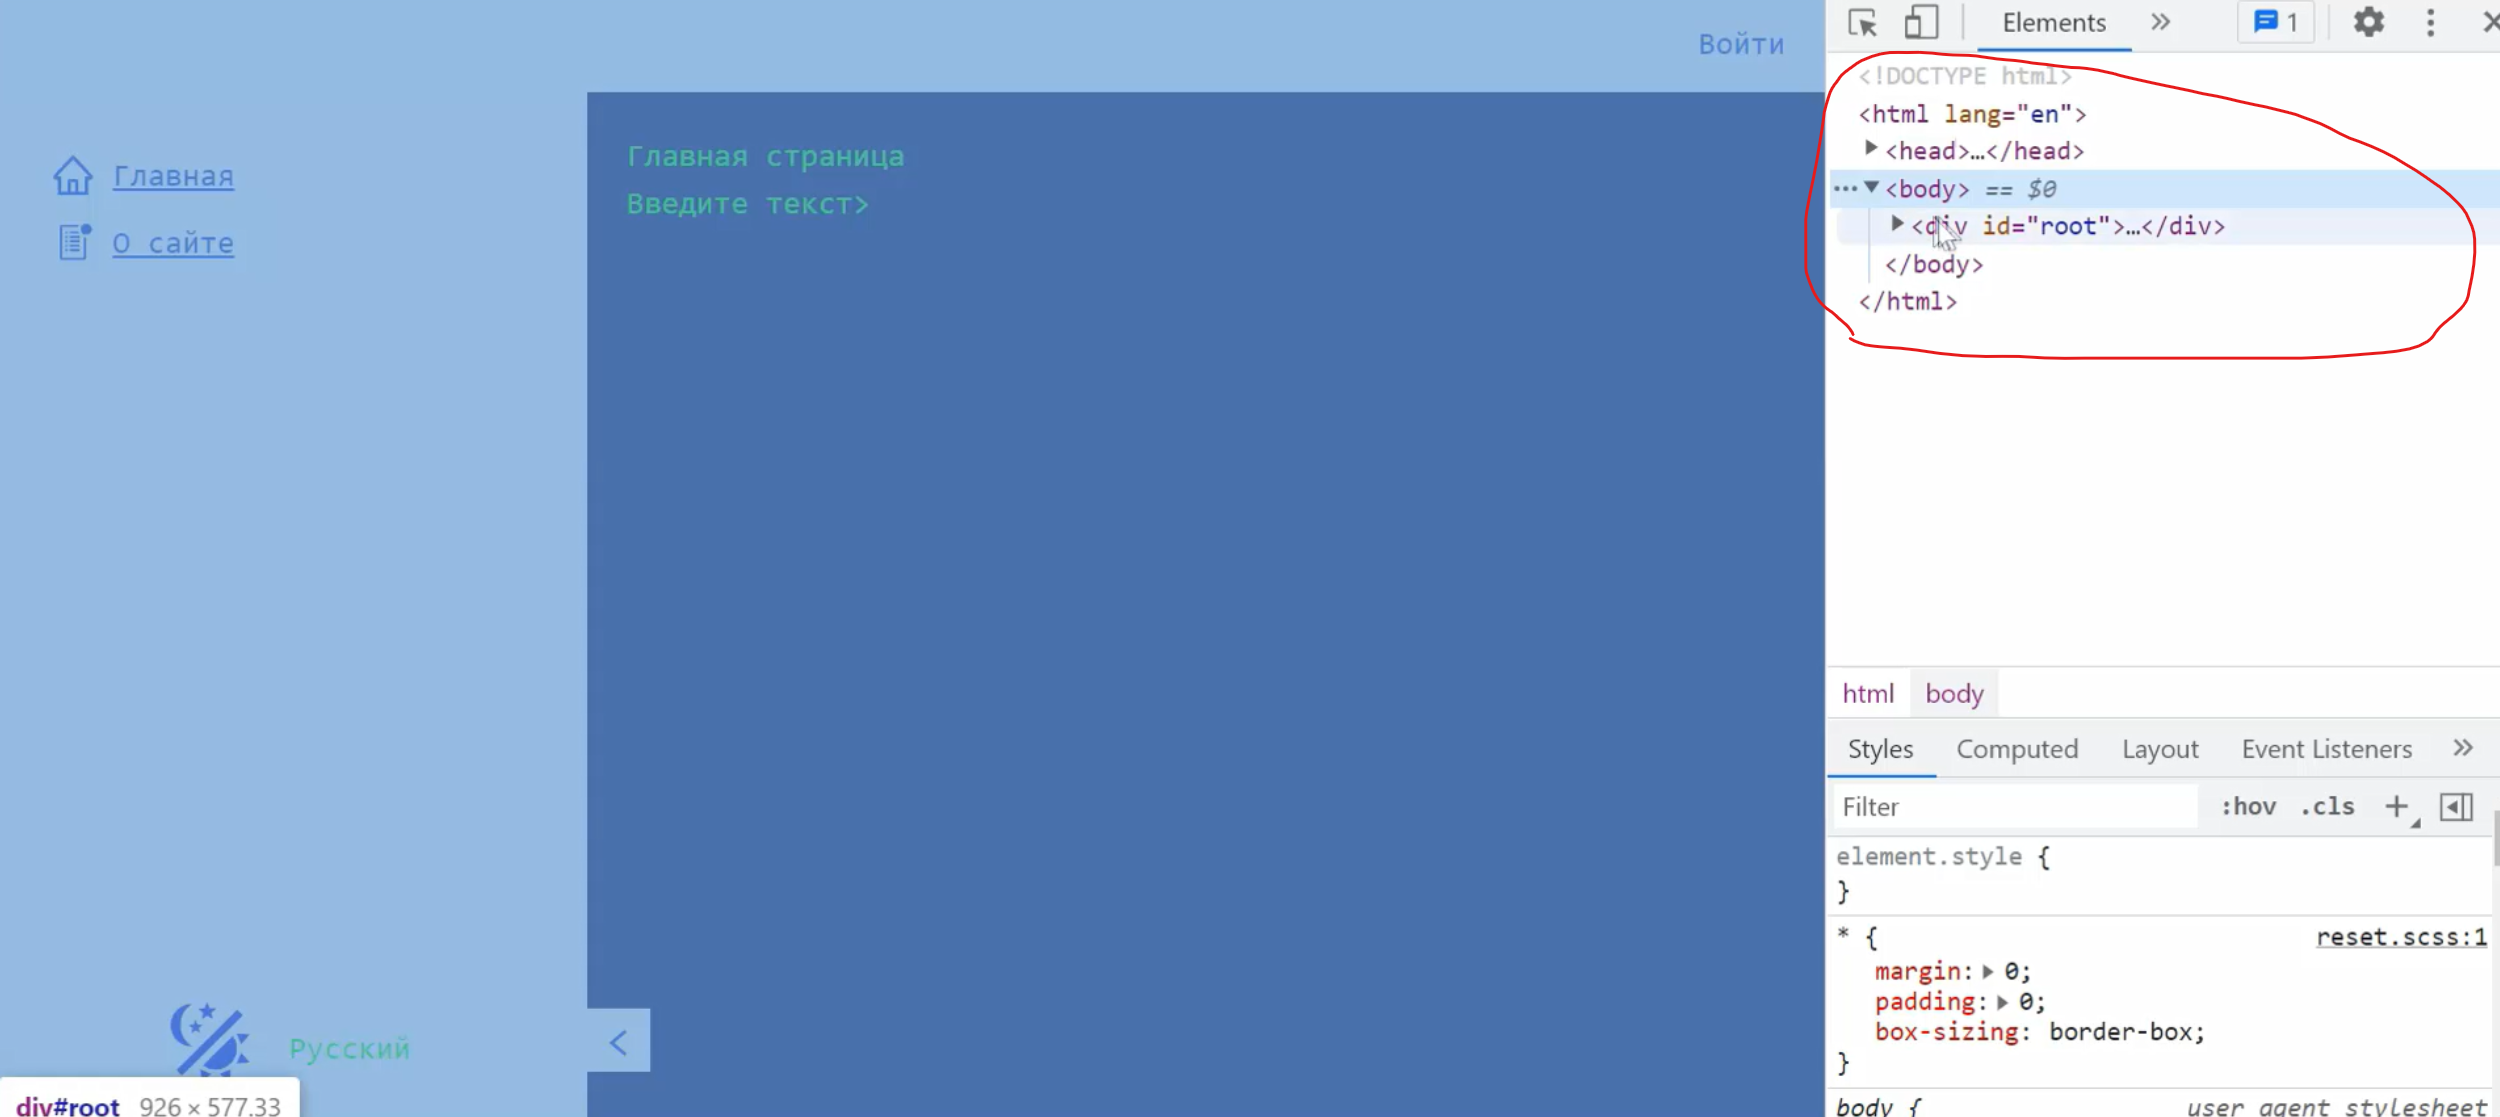 Войти
Главная
О сайте
Главная страница
Введите текст>
Русский
<
div#root 926 × 577.33
Elements » 1
<!DOCTYPE html>
<html lang="en">
<head>…</head>
<body> == $0
<div id="root">…</div>
</body>
</html>
html body
Styles Computed Layout Event Listeners »
Filter :hov .cls +
element.style {
}
* { reset.scss:1
margin: 0;
padding: 0;
box-sizing: border-box;
}
body { user agent stylesheet